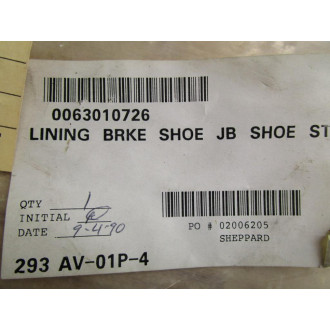 0063010726
LINING BRKE SHOE JB SHOE ST
QTY 1
INITIAL
DATE 9-4-90
PO # 02006205
SHEPPARD
293 AV-01P-4